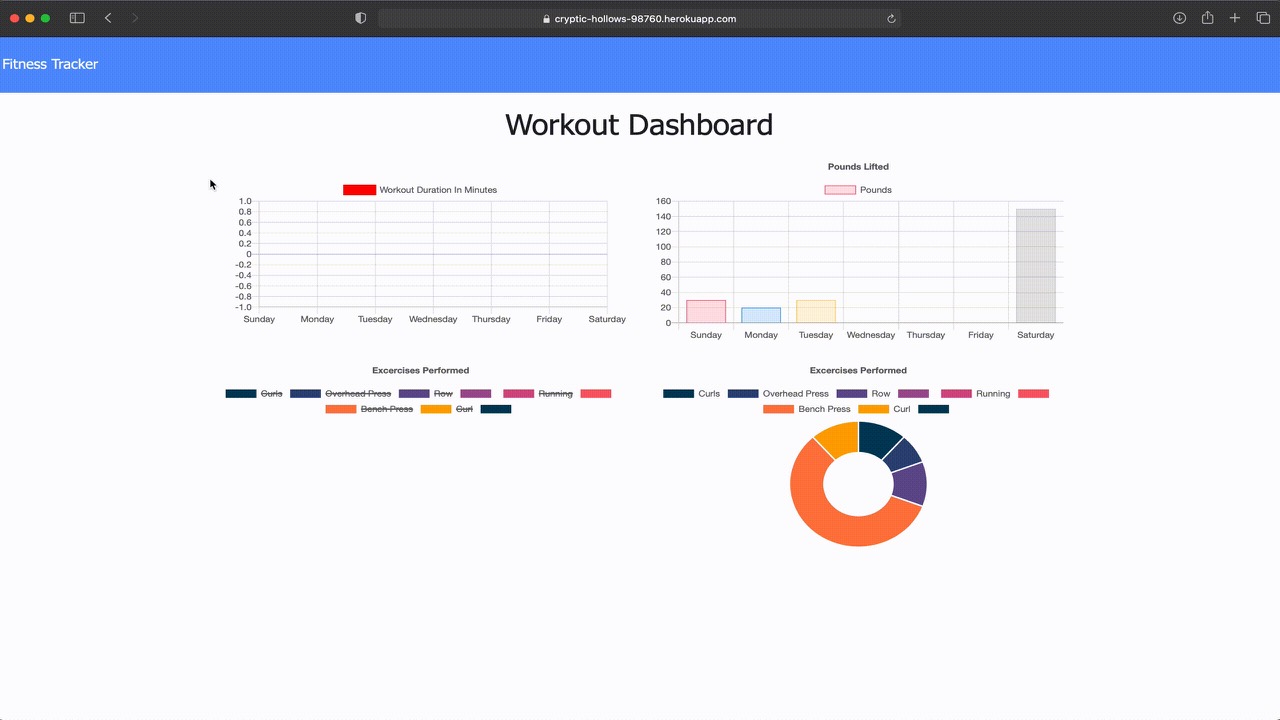 cryptic-hollows-98760.herokuapp.com
Fitness Tracker
Workout Dashboard
Workout Duration In Minutes
1.0
0.8
0.6
0.4
0.2
0
-0.2
-0.4
-0.6
-0.8
-1.0
Sunday Monday Tuesday Wednesday Thursday Friday Saturday
Pounds Lifted
Pounds
160
140
120
100
80
60
40
20
0
Sunday Monday Tuesday Wednesday Thursday Friday Saturday
Excercises Performed
Curls Overhead Press Row Running
Bench Press Curl
Excercises Performed
Curls Overhead Press Row Running
Bench Press Curl